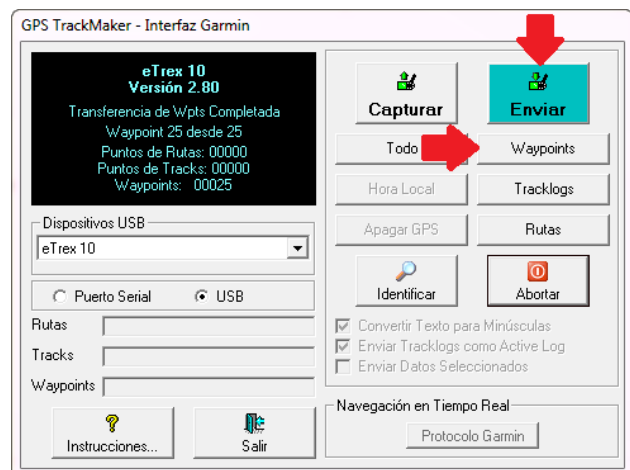 GPS TrackMaker - Interfaz Garmin
eTrex 10
Versión 2.80
Transferencia de Wpts Completada
Waypoint 25 desde 25
Puntos de Rutas: 00000
Puntos de Tracks: 00000
Waypoints: 00025
Dispositivos USB
eTrex 10
Puerto Serial
USB
Rutas
Tracks
Waypoints
Instrucciones...
Salir
Capturar
Enviar
Todo
Waypoints
Hora Local
Tracklogs
Apagar GPS
Rutas
Identificar
Abortar
Convertir Texto para Minúsculas
Enviar Tracklogs como Active Log
Enviar Datos Seleccionados
Navegación en Tiempo Real
Protocolo Garmin